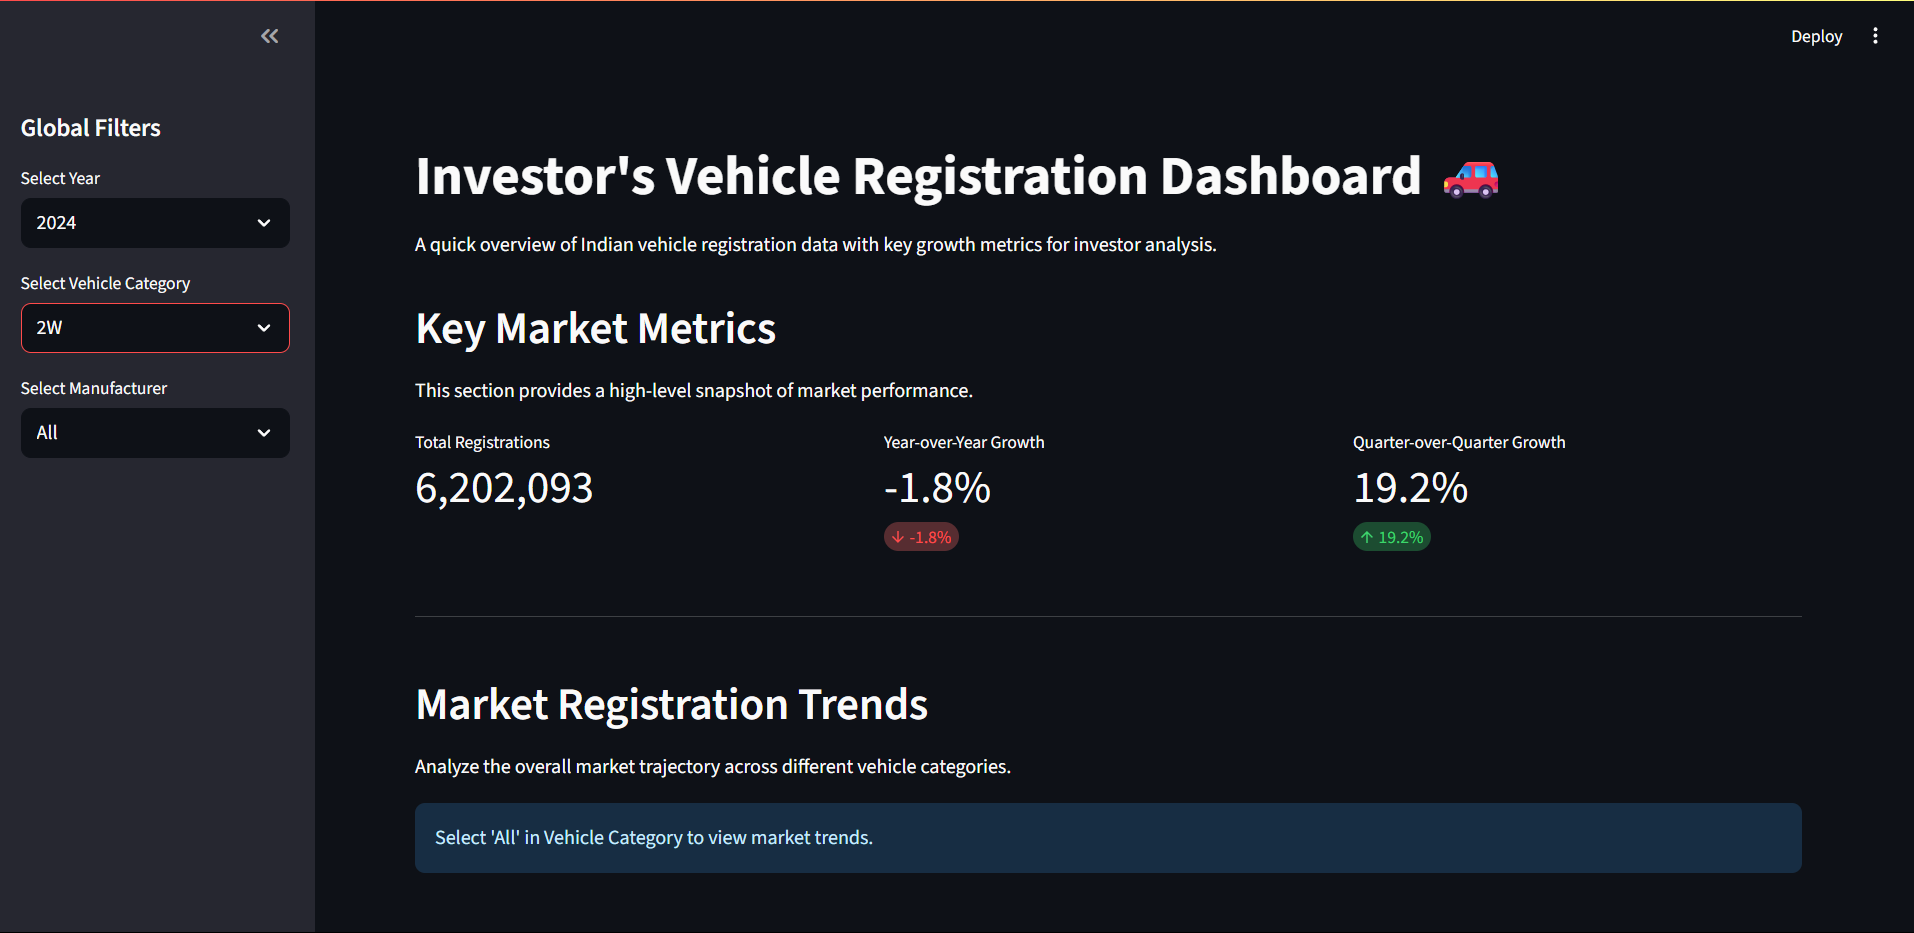 Deploy
Global Filters
Select Year
2024
Select Vehicle Category
2W
Select Manufacturer
All
Investor's Vehicle Registration Dashboard
A quick overview of Indian vehicle registration data with key growth metrics for investor analysis.
Key Market Metrics
This section provides a high-level snapshot of market performance.
Total Registrations
6,202,093
Year-over-Year Growth
-1.8%
↓ -1.8%
Quarter-over-Quarter Growth
19.2%
↑ 19.2%
Market Registration Trends
Analyze the overall market trajectory across different vehicle categories.
Select 'All' in Vehicle Category to view market trends.